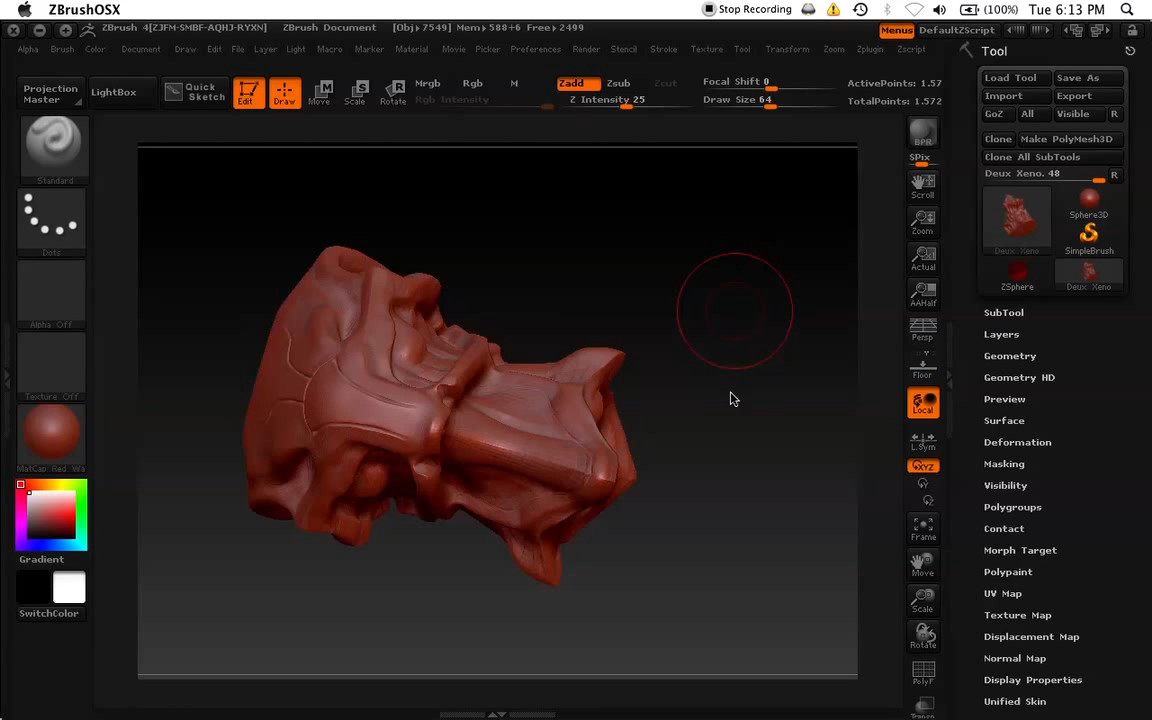 ZBrushOSX
Stop Recording
(100%)
Tue 6:13 PM
ZBrush 4[ZJFM-SMBF-AQHJ-RYXN]
ZBrush Document
[Obj+7549] Mem+588+6 Free+2499
Menus
DefaultZScript
Alpha Brush Color Document Draw Edit File Layer Light Macro Marker Material Movie Picker Preferences Render Stencil Stroke Texture Tool Transform Zoom Zplugin Zscript
Tool
Load Tool
Save As
Import
Export
GoZ
All
Visible
R
Clone
Make PolyMesh3D
Clone All SubTools
Deux Xeno. 48
R
Deux Xeno
Sphere3D
SimpleBrush
ZSphere
Deux Xeno
SubTool
Layers
Geometry
Geometry HD
Preview
Surface
Deformation
Masking
Visibility
Polygroups
Contact
Morph Target
Polypaint
UV Map
Texture Map
Displacement Map
Normal Map
Display Properties
Unified Skin
Projection
Master
LightBox
Quick
Sketch
Edit
Draw
Move
Scale
Rotate
Mrgb
Rgb
M
Rgb Intensity
Zadd
Zsub
Zcut
Z Intensity 25
Focal Shift 0
Draw Size 64
ActivePoints: 1.57
TotalPoints: 1.572
Standard
Dots
Alpha Off
Texture Off
MatCap Red Wa
Gradient
SwitchColor
BPR
SPix
Scroll
Zoom
Actual
AAHalf
Persp
Floor
Local
L.Sym
XYZ
Frame
Move
Scale
Rotate
PolyF
Transp